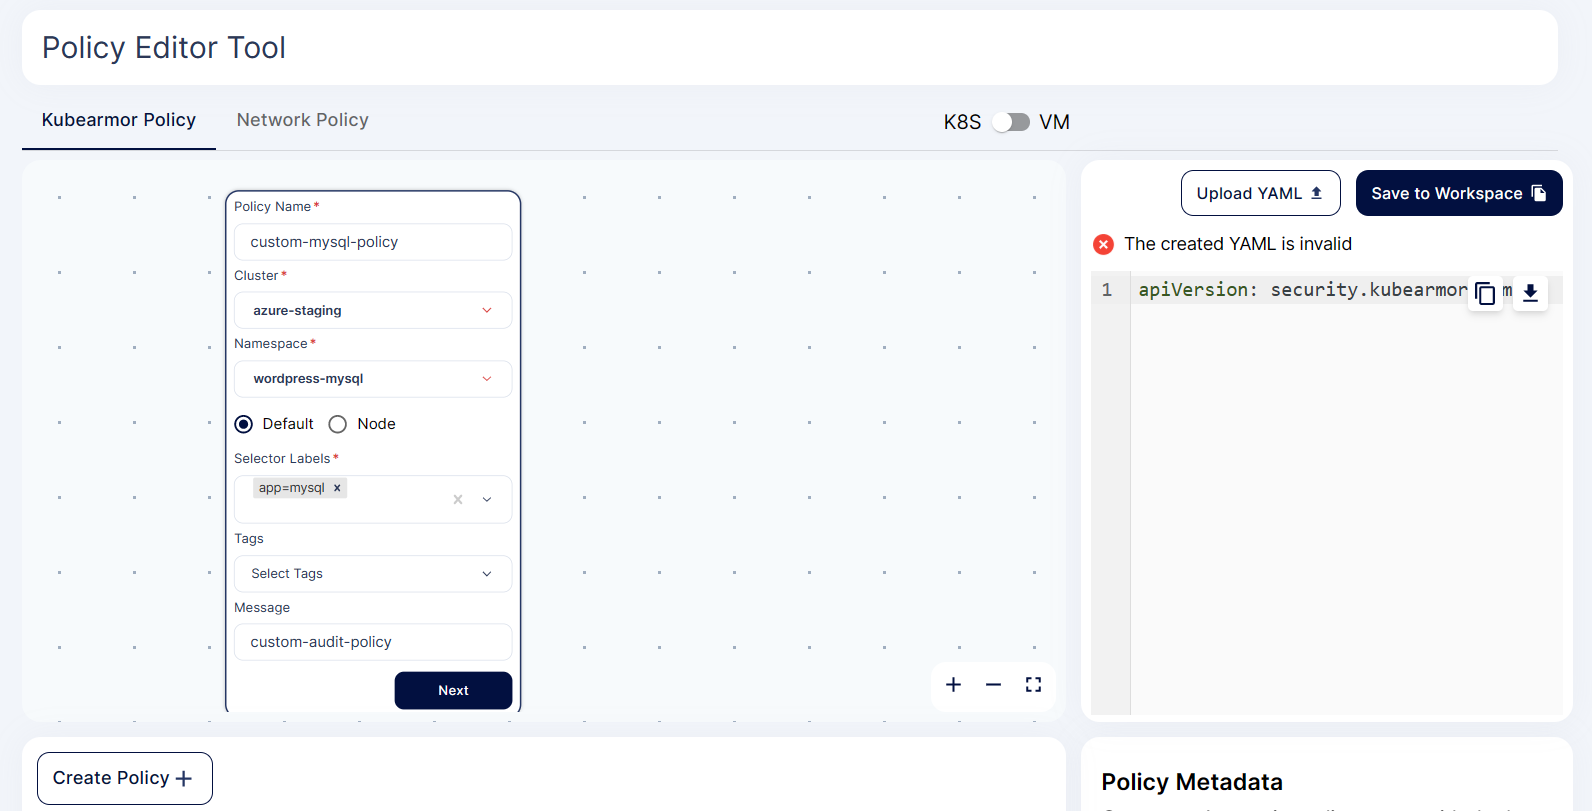 Policy Editor Tool
Kubearmor Policy
Network Policy
K8S VM
Policy Name *
custom-mysql-policy
Cluster *
azure-staging
Namespace *
wordpress-mysql
Default Node
Selector Labels *
app=mysql x
Tags
Select Tags
Message
custom-audit-policy
Next
Create Policy +
Upload YAML
Save to Workspace
The created YAML is invalid
1 apiVersion: security.kubearmor
Policy Metadata